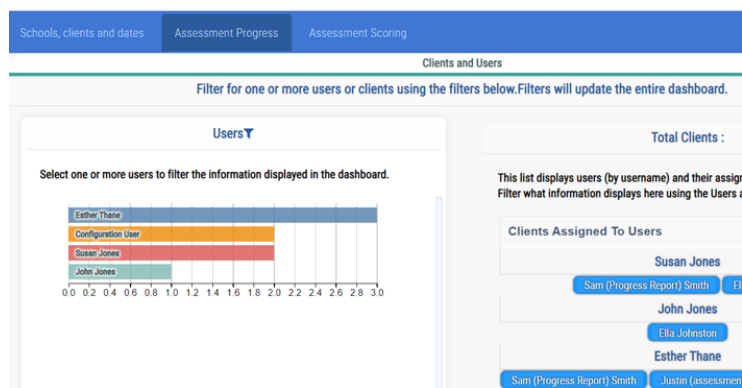 Schools, clients and dates
Assessment Progress
Assessment Scoring
Clients and Users
Filter for one or more users or clients using the filters below.Filters will update the entire dashboard.
Users
Select one or more users to filter the information displayed in the dashboard.
Esther Thane
Configuration User
Susan Jones
John Jones
0.0 0.2 0.4 0.6 0.8 1.0 1.2 1.4 1.6 1.8 2.0 2.2 2.4 2.6 2.8 3.0
Total Clients :
This list displays users (by username) and their assign
Filter what information displays here using the Users a
Clients Assigned To Users
Susan Jones
Sam (Progress Report) Smith
El
John Jones
Ella Johnston
Esther Thane
Sam (Progress Report) Smith
Justin (assessmen